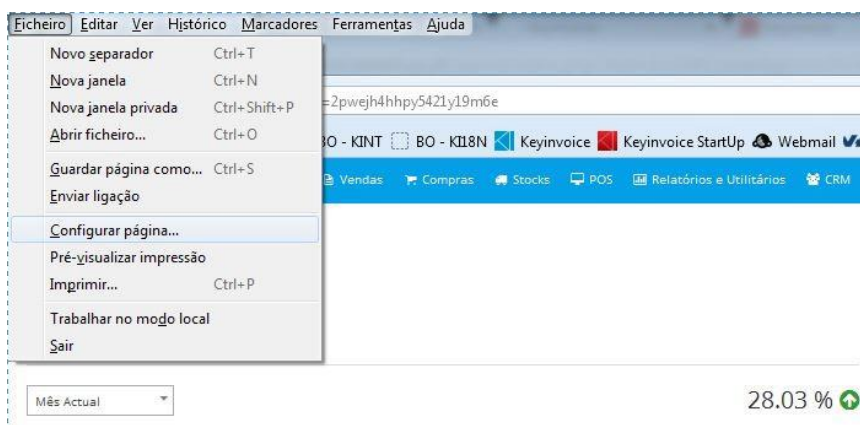 Ficheiro Editar Ver Histórico Marcadores Ferramentas Ajuda
Novo separador Ctrl+T
Nova janela Ctrl+N
Nova janela privada Ctrl+Shift+P
Abrir ficheiro... Ctrl+O
Guardar página como... Ctrl+S
Enviar ligação
Configurar página...
Pré-visualizar impressão
Imprimir... Ctrl+P
Trabalhar no modo local
Sair
=2pwejh4hhpy5421y19m6e
BO - KINT BO - KI18N Keyinvoice Keyinvoice StartUp Webmail
Vendas Compras Stocks POS Relatórios e Utilitários CRM
Mês Actual
28.03 %